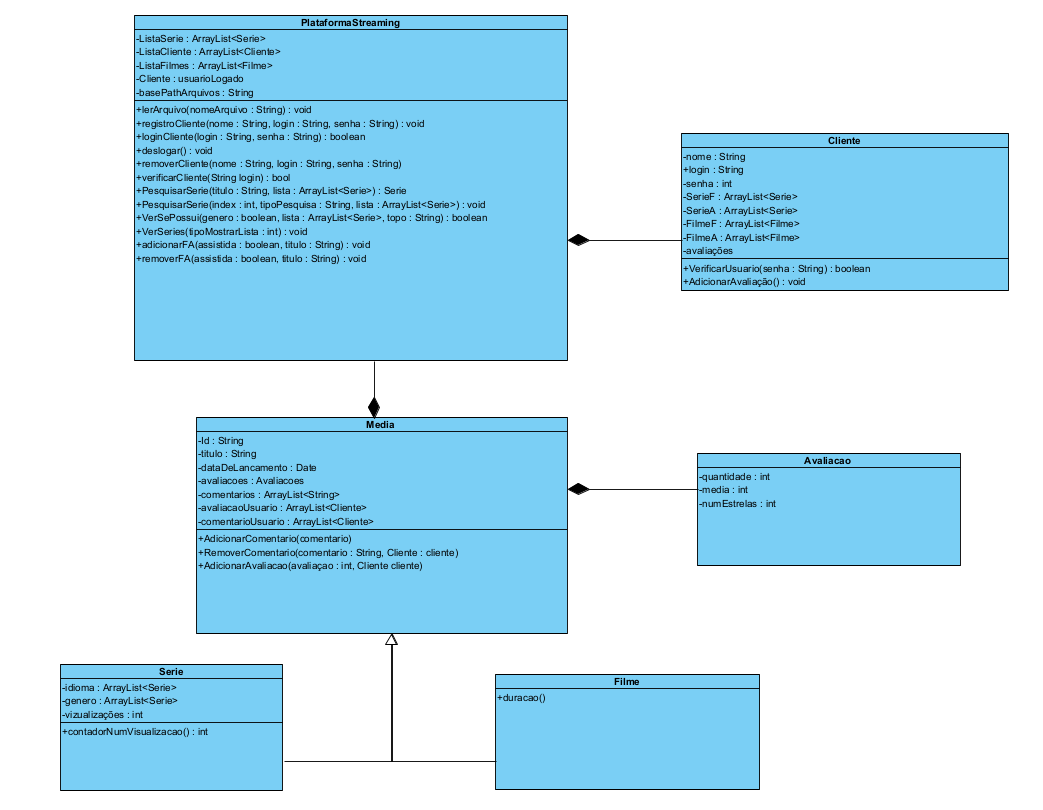 PlataformaStreaming
-ListaSerie : ArrayList<Serie>
-ListaCliente : ArrayList<Cliente>
-ListaFilmes : ArrayList<Filme>
-Cliente : usuarioLogado
-basePathArquivos : String
+lerArquivo(nomeArquivo : String) : void
+registroCliente(nome : String, login : String, senha : String) : void
+loginCliente(login : String, senha : String) : boolean
+deslogar() : void
+removerCliente(nome : String, login : String, senha : String)
+verificarCliente(String login) : bool
+PesquisarSerie(titulo : String, lista : ArrayList<Serie>) : Serie
+PesquisarSerie(index : int, tipoPesquisa : String, lista : ArrayList<Serie>) : void
+VerSePossui(genero : boolean, lista : ArrayList<Serie>, topo : String) : boolean
+VerSeries(tipoMostrarLista : int) : void
+adicionarFA(assistida : boolean, titulo : String) : void
+removerFA(assistida : boolean, titulo : String) : void
Cliente
-nome : String
+login : String
-senha : int
-SerieF : ArrayList<Serie>
-SerieA : ArrayList<Serie>
-FilmeF : ArrayList<Filme>
-FilmeA : ArrayList<Filme>
-avaliações
+VerificarUsuario(senha : String) : boolean
+AdicionarAvaliação() : void
Media
-Id : String
-titulo : String
-dataDeLancamento : Date
-avaliacoes : Avaliacoes
-comentarios : ArrayList<String>
-avaliacaoUsuario : ArrayList<Cliente>
-comentarioUsuario : ArrayList<Cliente>
+AdicionarComentario(comentario)
+RemoverComentario(comentario : String, Cliente : cliente)
+AdicionarAvaliacao(avaliaçao : int, Cliente cliente)
Avaliacao
-quantidade : int
-media : int
-numEstrelas : int
Serie
-idioma : ArrayList<Serie>
-genero : ArrayList<Serie>
-vizualizações : int
+contadorNumVisualizacao() : int
Filme
+duracao()